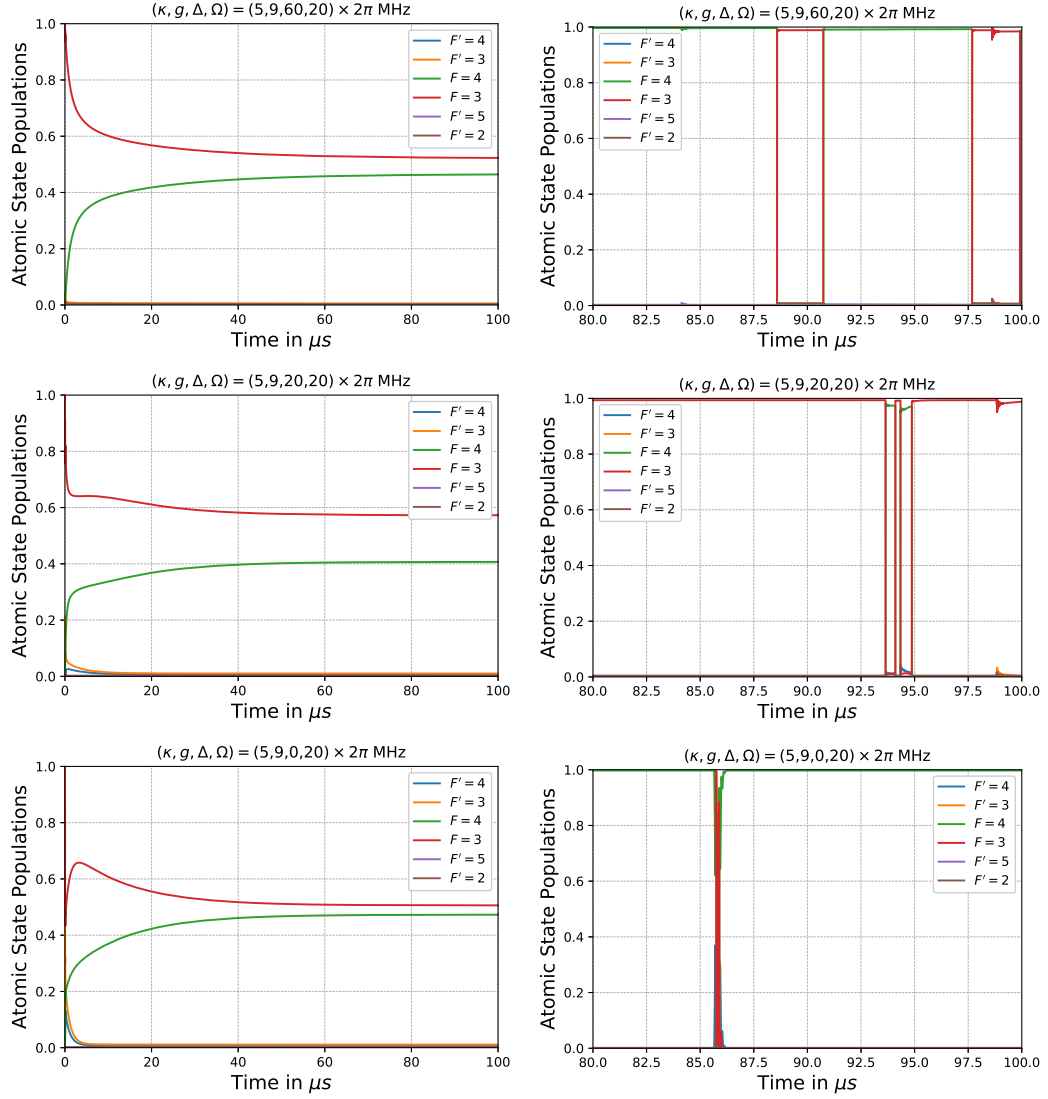 (κ, g, Δ, Ω) = (5,9,60,20) × 2π MHz
Atomic State Populations
1.0
0.8
0.6
0.4
0.2
0.0
F′ = 4
F′ = 3
F = 4
F = 3
F′ = 5
F′ = 2
0 20 40 60 80 100
Time in μs
(κ, g, Δ, Ω) = (5,9,60,20) × 2π MHz
Atomic State Populations
1.0
0.8
0.6
0.4
0.2
0.0
F′ = 4
F′ = 3
F = 4
F = 3
F′ = 5
F′ = 2
80.0 82.5 85.0 87.5 90.0 92.5 95.0 97.5 100.0
Time in μs
(κ, g, Δ, Ω) = (5,9,20,20) × 2π MHz
Atomic State Populations
1.0
0.8
0.6
0.4
0.2
0.0
F′ = 4
F′ = 3
F = 4
F = 3
F′ = 5
F′ = 2
0 20 40 60 80 100
Time in μs
(κ, g, Δ, Ω) = (5,9,20,20) × 2π MHz
Atomic State Populations
1.0
0.8
0.6
0.4
0.2
0.0
F′ = 4
F′ = 3
F = 4
F = 3
F′ = 5
F′ = 2
80.0 82.5 85.0 87.5 90.0 92.5 95.0 97.5 100.0
Time in μs
(κ, g, Δ, Ω) = (5,9,0,20) × 2π MHz
Atomic State Populations
1.0
0.8
0.6
0.4
0.2
0.0
F′ = 4
F′ = 3
F = 4
F = 3
F′ = 5
F′ = 2
0 20 40 60 80 100
Time in μs
(κ, g, Δ, Ω) = (5,9,0,20) × 2π MHz
Atomic State Populations
1.0
0.8
0.6
0.4
0.2
0.0
F′ = 4
F′ = 3
F = 4
F = 3
F′ = 5
F′ = 2
80.0 82.5 85.0 87.5 90.0 92.5 95.0 97.5 100.0
Time in μs